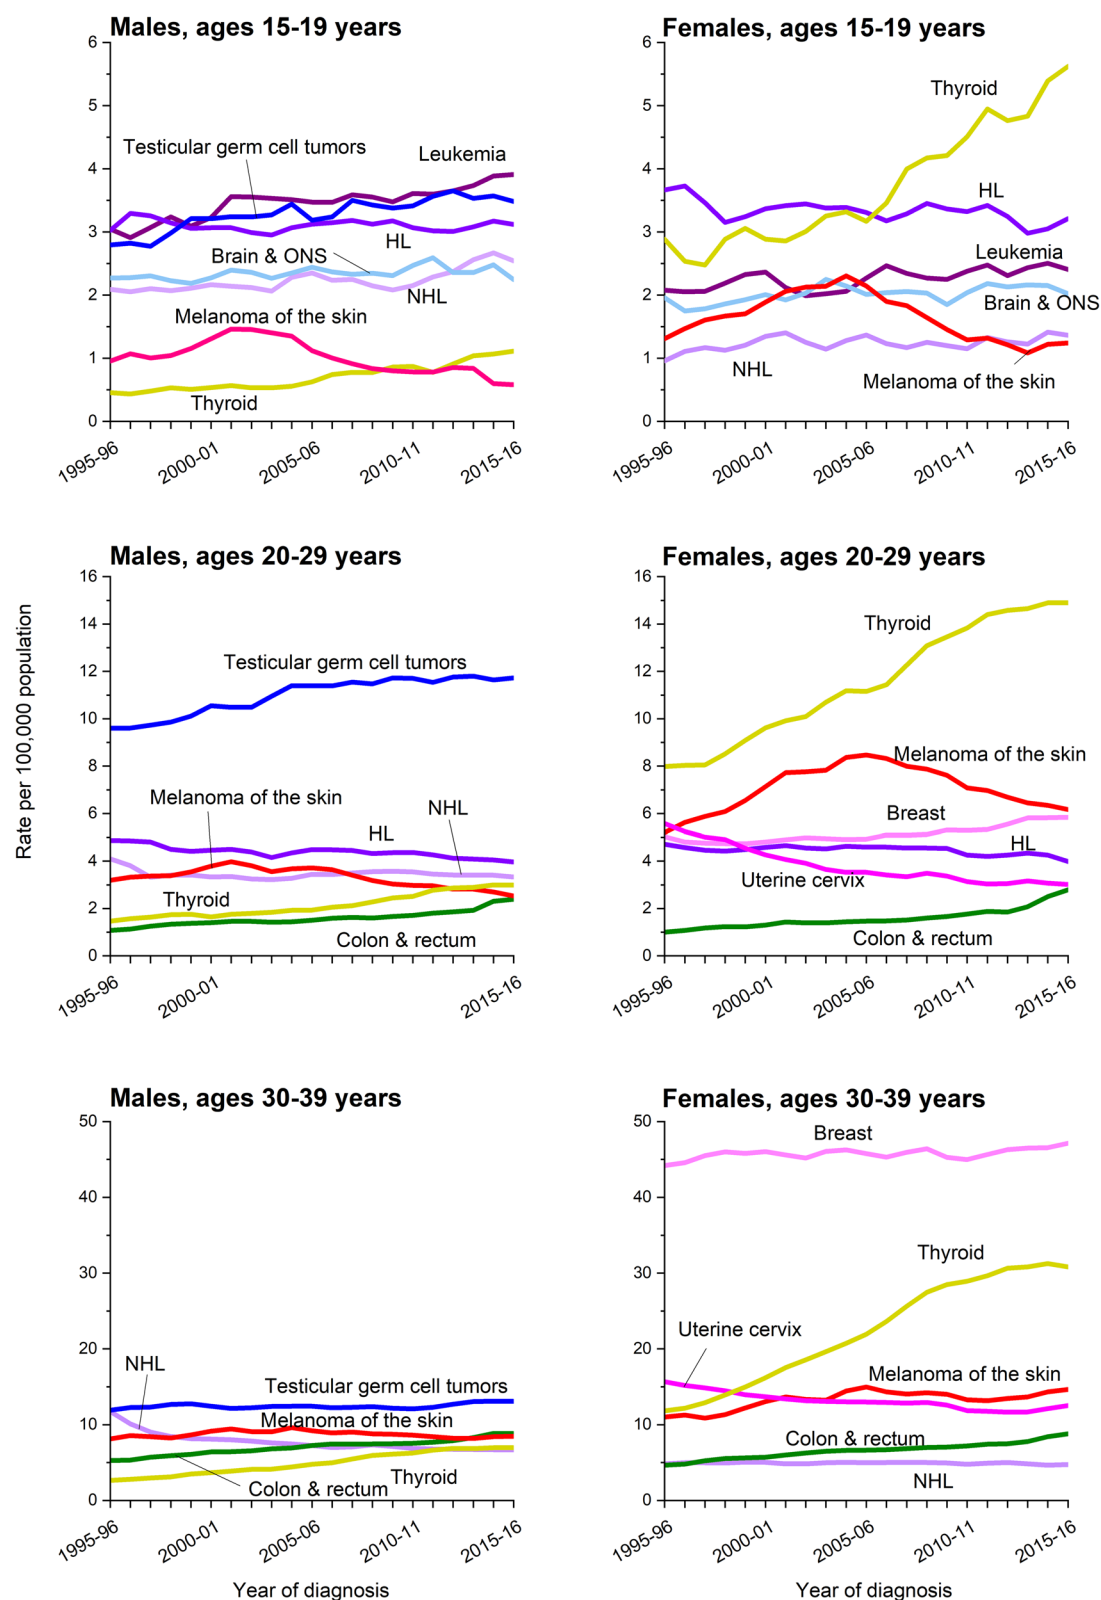 Males, ages 15-19 years
6
5
4
3
2
1
0
Testicular germ cell tumors
Leukemia
HL
Brain & ONS
NHL
Melanoma of the skin
Thyroid
1995-96
2000-01
2005-06
2010-11
2015-16
Females, ages 15-19 years
6
5
4
3
2
1
0
Thyroid
HL
Leukemia
Brain & ONS
NHL
Melanoma of the skin
1995-96
2000-01
2005-06
2010-11
2015-16
Rate per 100,000 population
Males, ages 20-29 years
16
14
12
10
8
6
4
2
0
Testicular germ cell tumors
Melanoma of the skin
NHL
HL
Thyroid
Colon & rectum
1995-96
2000-01
2015-16
Females, ages 20-29 years
16
14
12
10
8
6
4
2
0
Thyroid
Melanoma of the skin
Breast
HL
Uterine cervix
Colon & rectum
1995-96
2000-01
2005-06
2010-11
2015-16
Males, ages 30-39 years
50
40
30
20
10
0
NHL
Testicular germ cell tumors
Melanoma of the skin
Thyroid
Colon & rectum
1995-96
2000-01
2005-06
2010-11
2015-16
Year of diagnosis
Females, ages 30-39 years
50
40
30
20
10
0
Breast
Thyroid
Uterine cervix
Melanoma of the skin
Colon & rectum
NHL
1995-96
2000-01
2005-06
2010-11
2015-16
Year of diagnosis